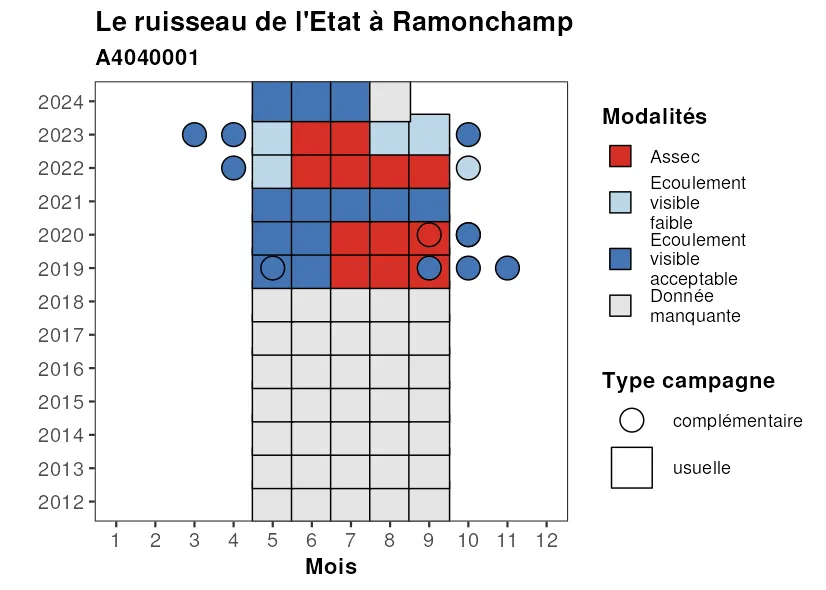 Le ruisseau de l'Etat à Ramonchamp
A4040001
2024
2023
2022
2021
2020
2019
2018
2017
2016
2015
2014
2013
2012
1 2 3 4 5 6 7 8 9 10 11 12
Mois
Modalités
Assec
Ecoulement
visible
faible
Ecoulement
visible
acceptable
Donnée
manquante
Type campagne
complémentaire
usuelle